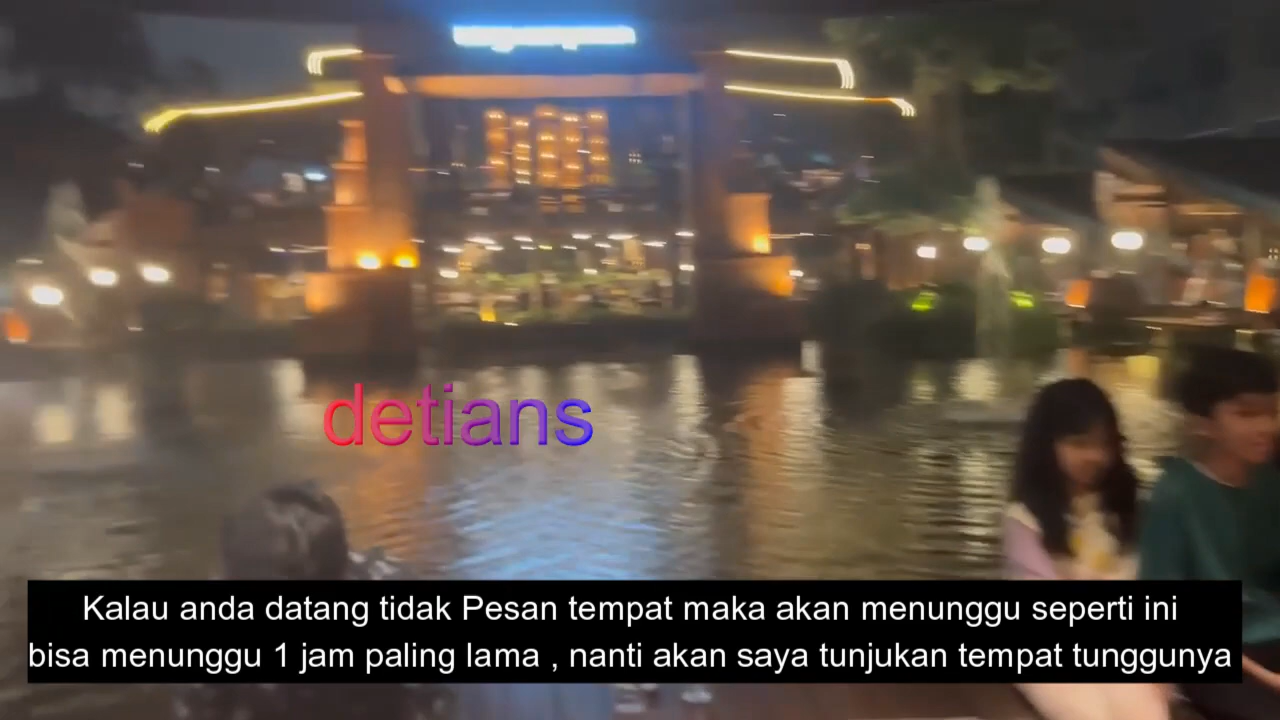 detians
Kalau anda datang tidak Pesan tempat maka akan menunggu seperti ini
bisa menunggu 1 jam paling lama , nanti akan saya tunjukan tempat tunggunya